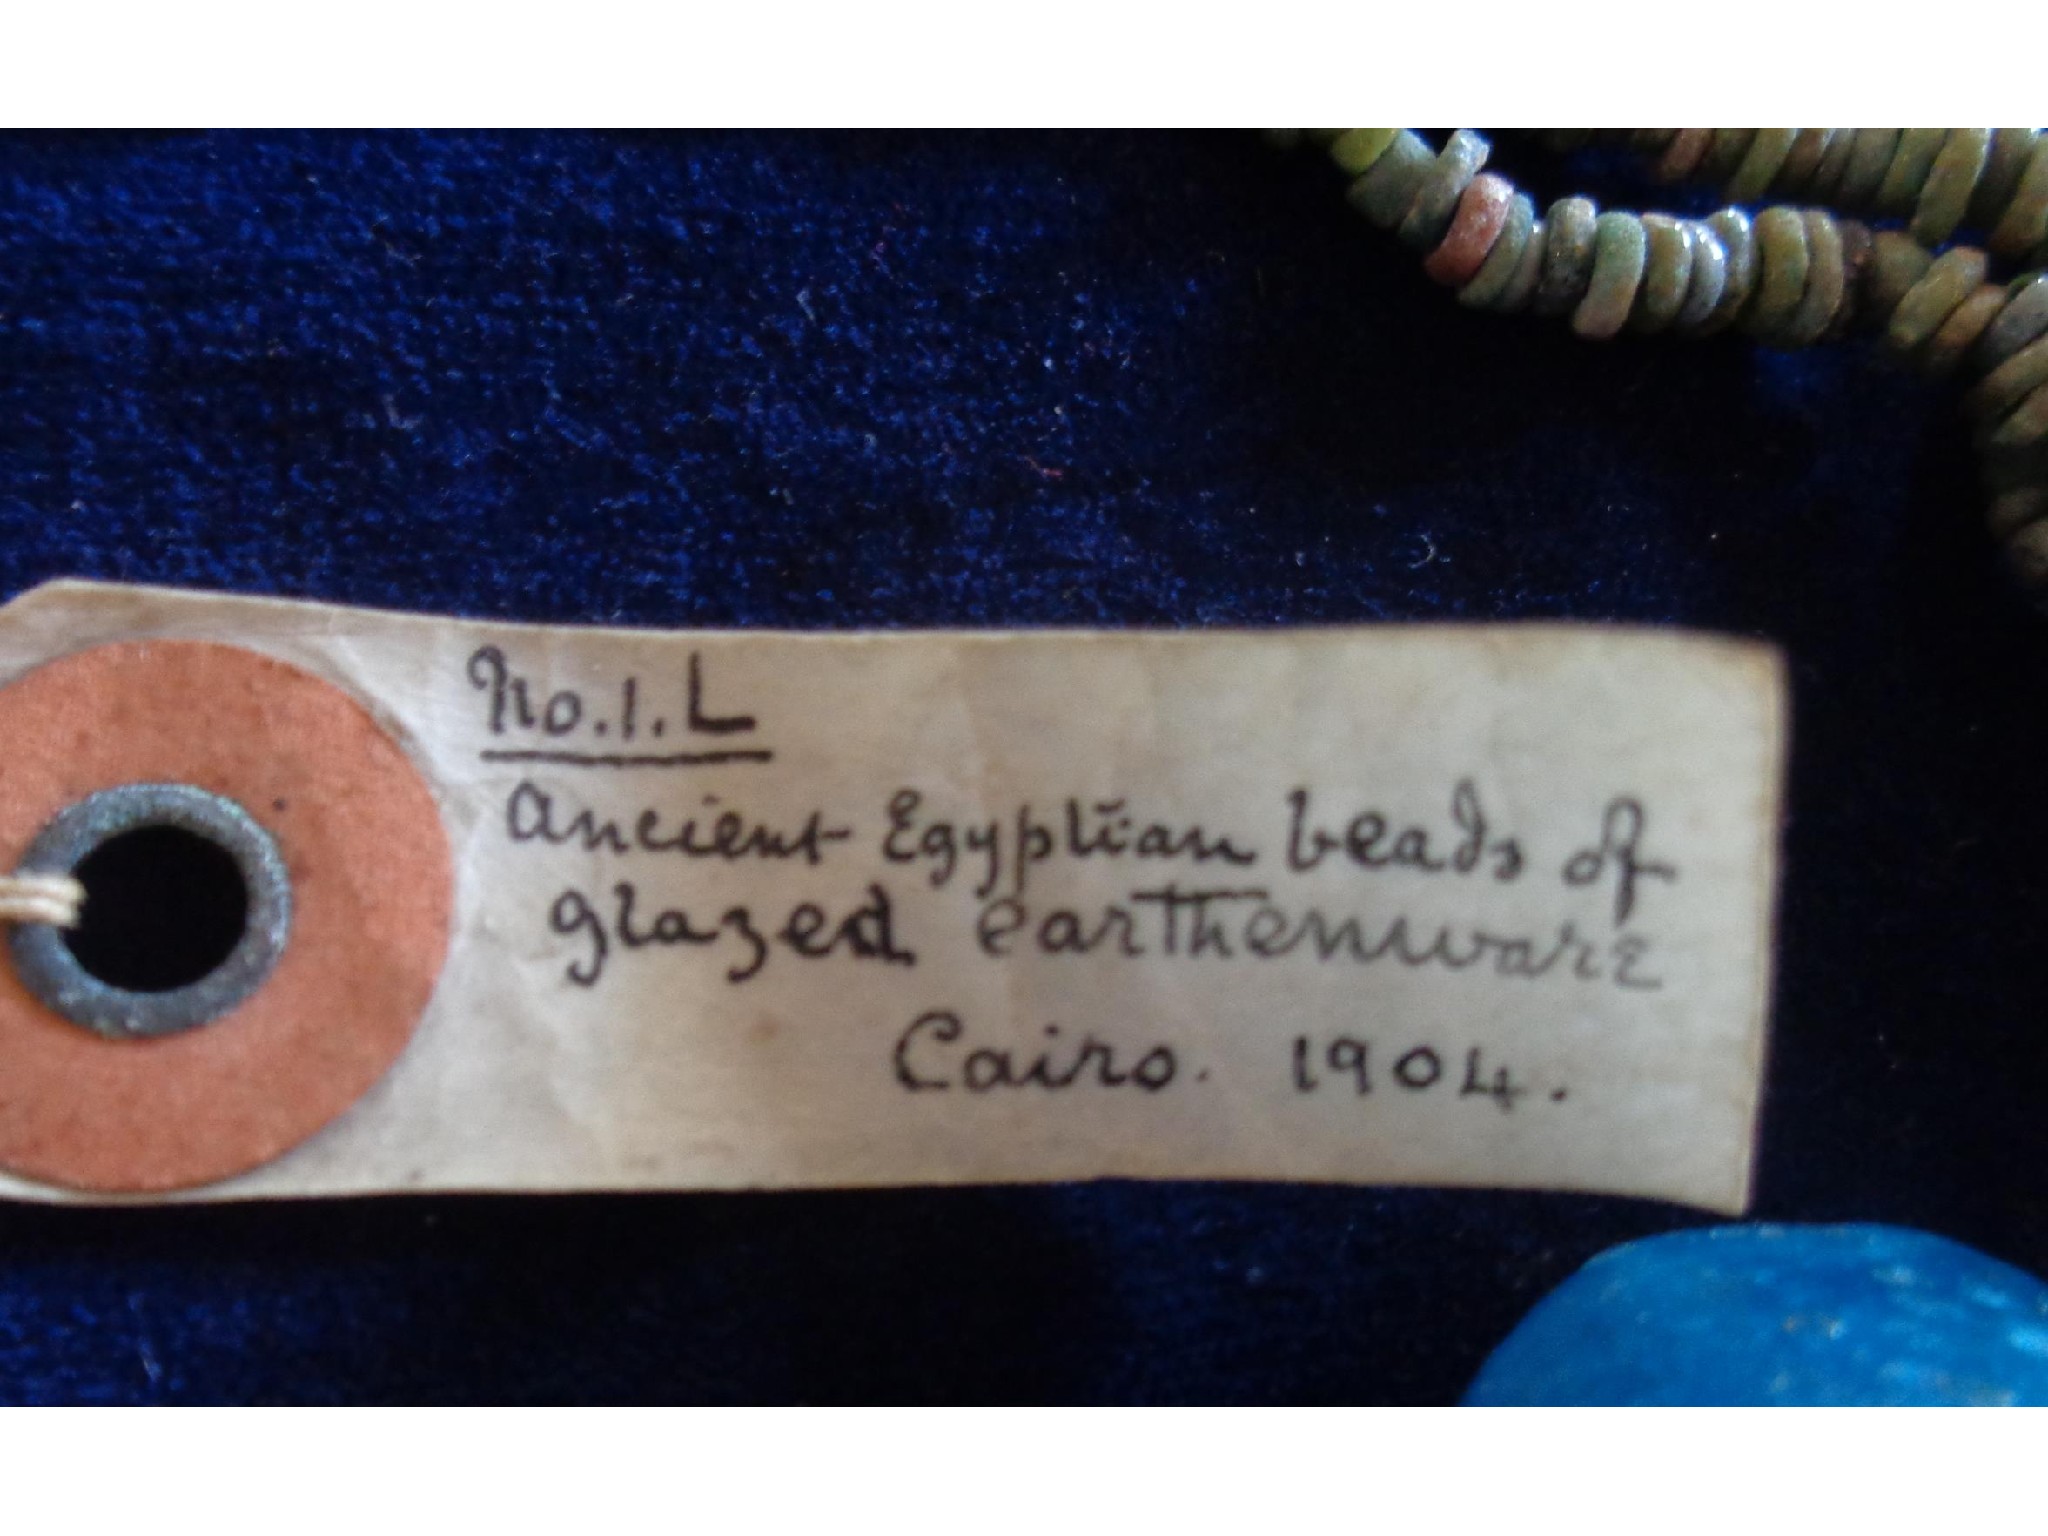 No. 1. L
Ancient Egyptian beads of
glazed earthenware
Cairo. 1904.